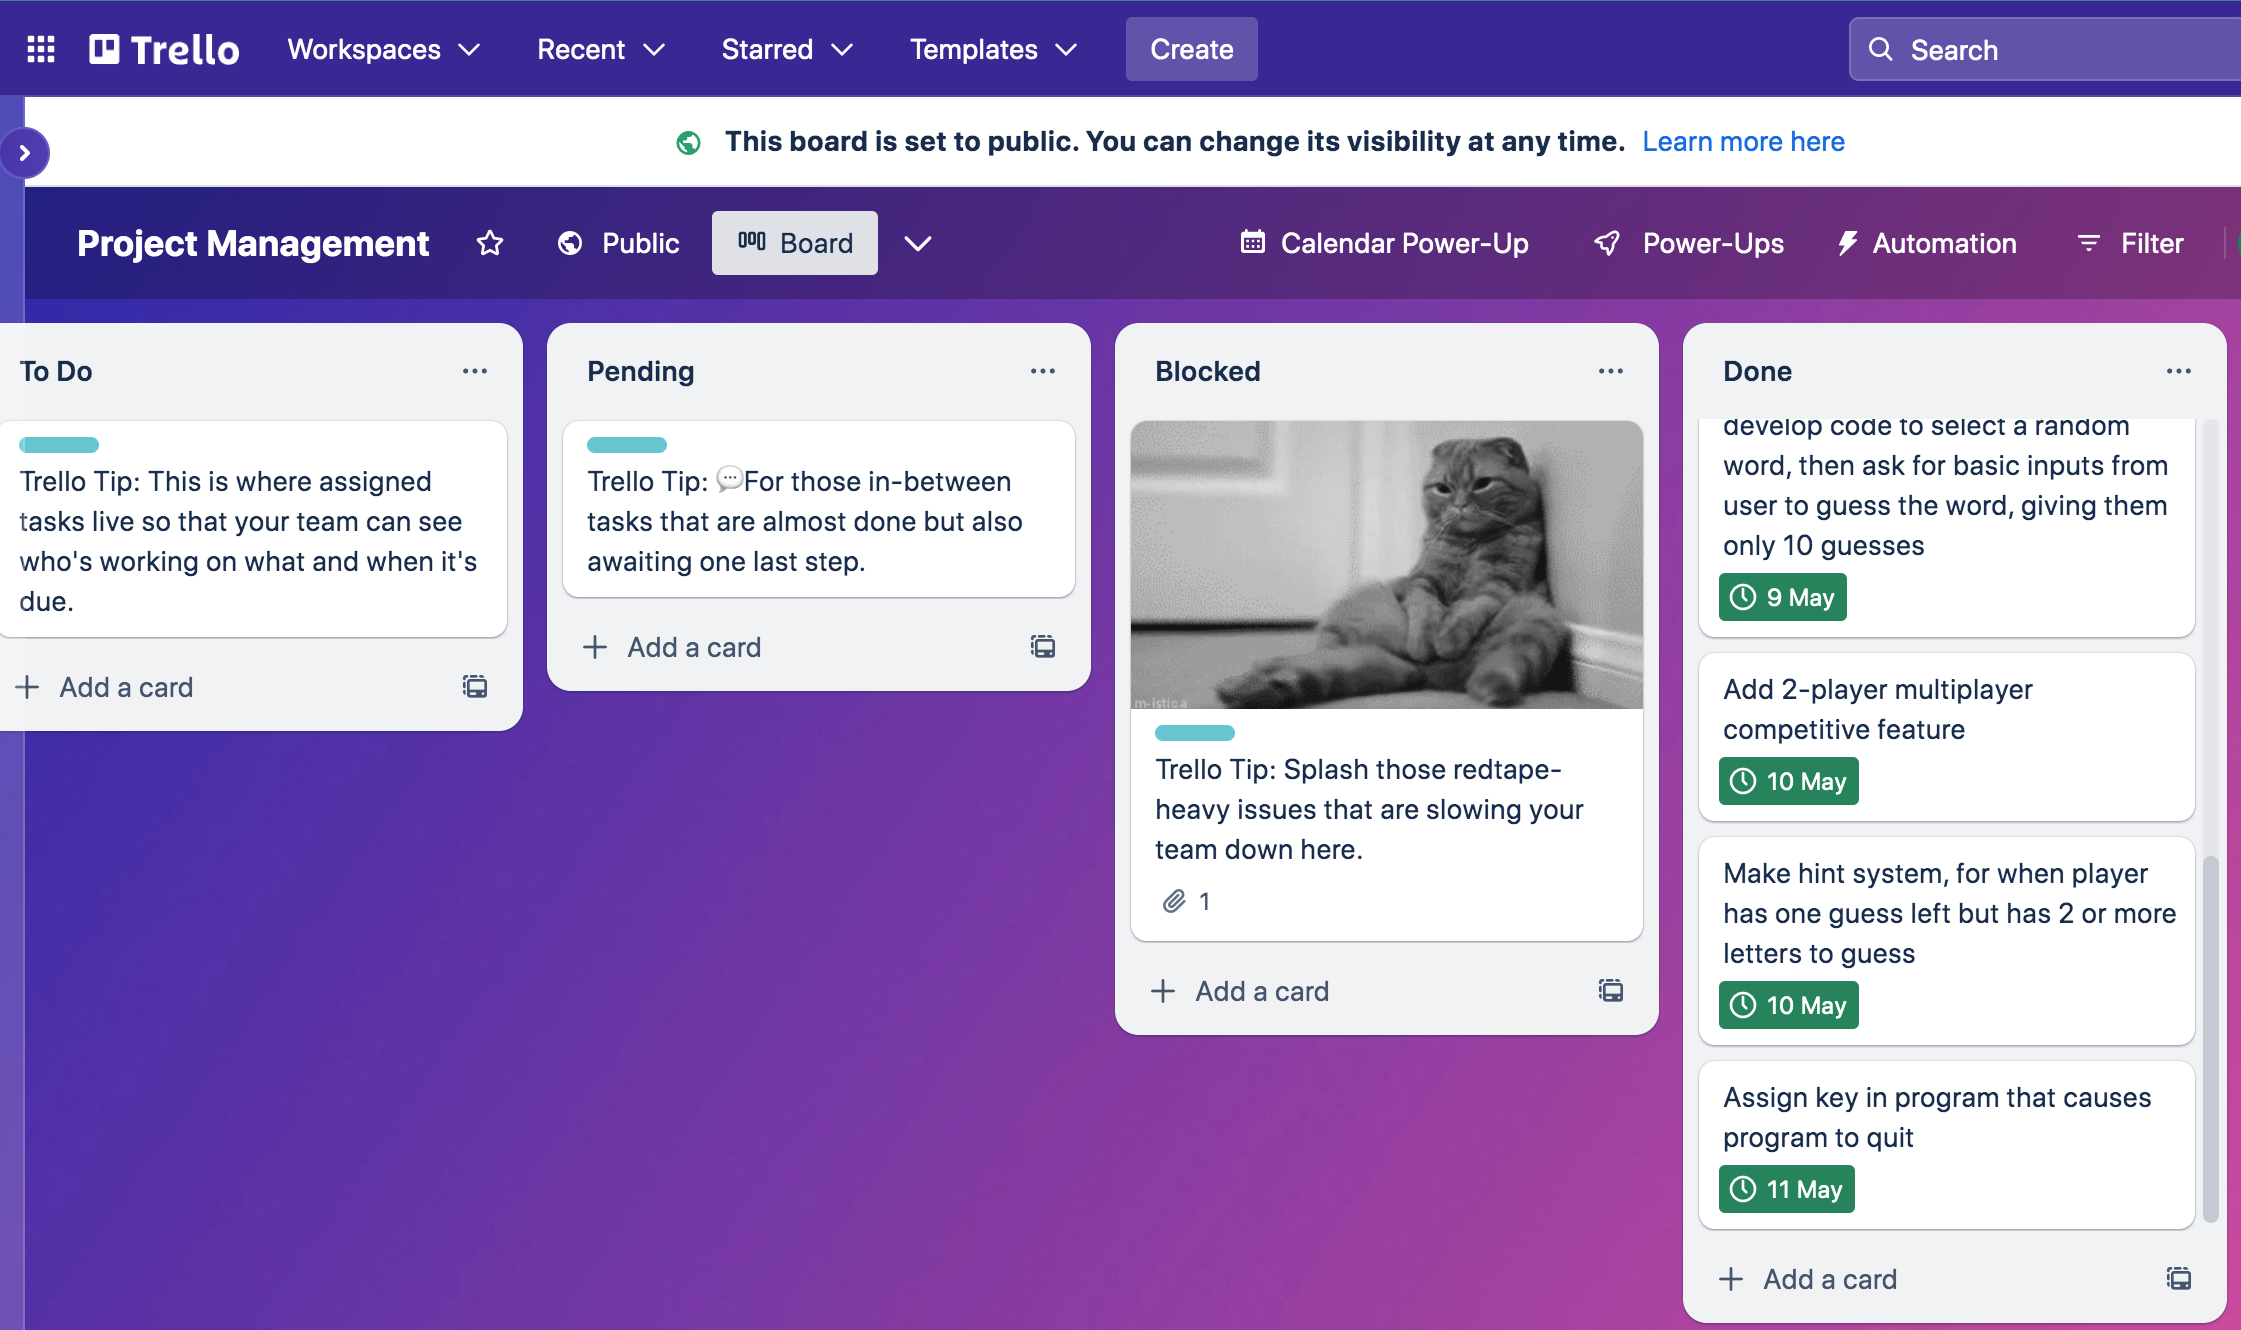 Trello Workspaces Recent Starred Templates Create Search
This board is set to public. You can change its visibility at any time. Learn more here
Project Management Public Board Calendar Power-Up Power-Ups Automation Filter
To Do
Trello Tip: This is where assigned
tasks live so that your team can see
who's working on what and when it's
due.
+ Add a card
Pending
Trello Tip: 💬For those in-between
tasks that are almost done but also
awaiting one last step.
+ Add a card
Blocked
m-istica
Trello Tip: Splash those redtape-
heavy issues that are slowing your
team down here.
1
+ Add a card
Done
develop code to select a random
word, then ask for basic inputs from
user to guess the word, giving them
only 10 guesses
9 May
Add 2-player multiplayer
competitive feature
10 May
Make hint system, for when player
has one guess left but has 2 or more
letters to guess
10 May
Assign key in program that causes
program to quit
11 May
+ Add a card